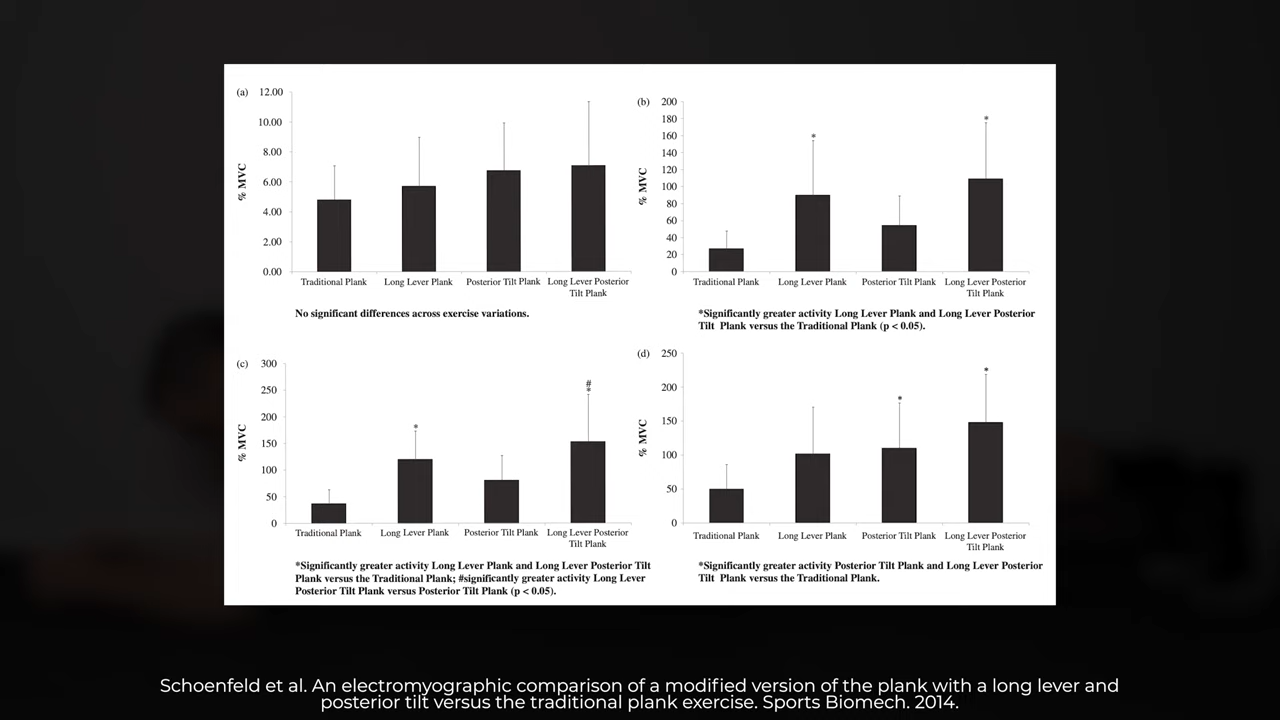 (a)
12.00
10.00
8.00
6.00
4.00
2.00
0.00
% MVC
Traditional Plank
Long Lever Plank
Posterior Tilt Plank
Long Lever Posterior
Tilt Plank
No significant differences across exercise variations.
(b)
200
180
160
140
120
100
80
60
40
20
0
% MVC
*
*
Traditional Plank
Long Lever Plank
Posterior Tilt Plank
Long Lever Posterior
Tilt Plank
*Significantly greater activity Long Lever Plank and Long Lever Posterior
Tilt Plank versus the Traditional Plank (p < 0.05).
(c)
300
250
200
150
100
50
0
% MVC
*
#
*
Traditional Plank
Long Lever Plank
Posterior Tilt Plank
Long Lever Posterior
Tilt Plank
*Significantly greater activity Long Lever Plank and Long Lever Posterior Tilt
Plank versus the Traditional Plank; #significantly greater activity Long Lever
Posterior Tilt Plank versus Posterior Tilt Plank (p < 0.05).
(d)
250
200
150
100
50
0
% MVC
*
*
Traditional Plank
Long Lever Plank
Posterior Tilt Plank
Long Lever Posterior
Tilt Plank
*Significantly greater activity Posterior Tilt Plank and Long Lever Posterior
Tilt Plank versus the Traditional Plank.
Schoenfeld et al. An electromyographic comparison of a modified version of the plank with a long lever and
posterior tilt versus the traditional plank exercise. Sports Biomech. 2014.